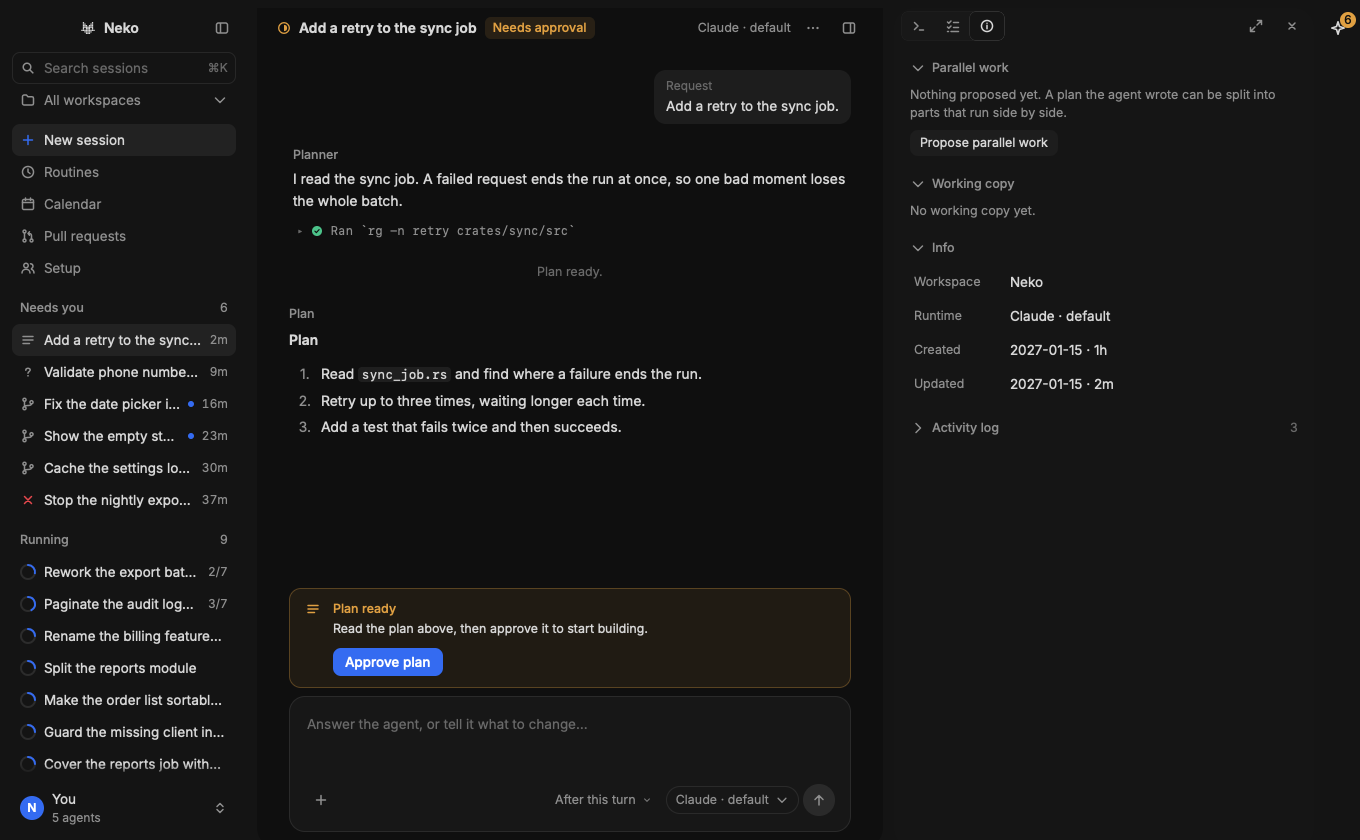 Neko
Search sessions ⌘K
All workspaces
New session
Routines
Calendar
Pull requests
Setup
Needs you 6
Add a retry to the sync... 2m
? Validate phone numbe... 9m
Fix the date picker i... 16m
Show the empty st... 23m
Cache the settings lo... 30m
Stop the nightly expo... 37m
Running 9
Rework the export bat... 2/7
Paginate the audit log... 3/7
Rename the billing feature...
Split the reports module
Make the order list sortabl...
Guard the missing client in...
Cover the reports job with...
N
You
5 agents
Add a retry to the sync job Needs approval Claude · default ···
Request
Add a retry to the sync job.
Planner
I read the sync job. A failed request ends the run at once, so one bad moment loses
the whole batch.
Ran `rg -n retry crates/sync/src`
Plan ready.
Plan
Plan
1. Read sync_job.rs and find where a failure ends the run.
2. Retry up to three times, waiting longer each time.
3. Add a test that fails twice and then succeeds.
Plan ready
Read the plan above, then approve it to start building.
Approve plan
Answer the agent, or tell it what to change...
After this turn Claude · default
Parallel work
Nothing proposed yet. A plan the agent wrote can be split into
parts that run side by side.
Propose parallel work
Working copy
No working copy yet.
Info
Workspace Neko
Runtime Claude · default
Created 2027-01-15 · 1h
Updated 2027-01-15 · 2m
Activity log 3
6